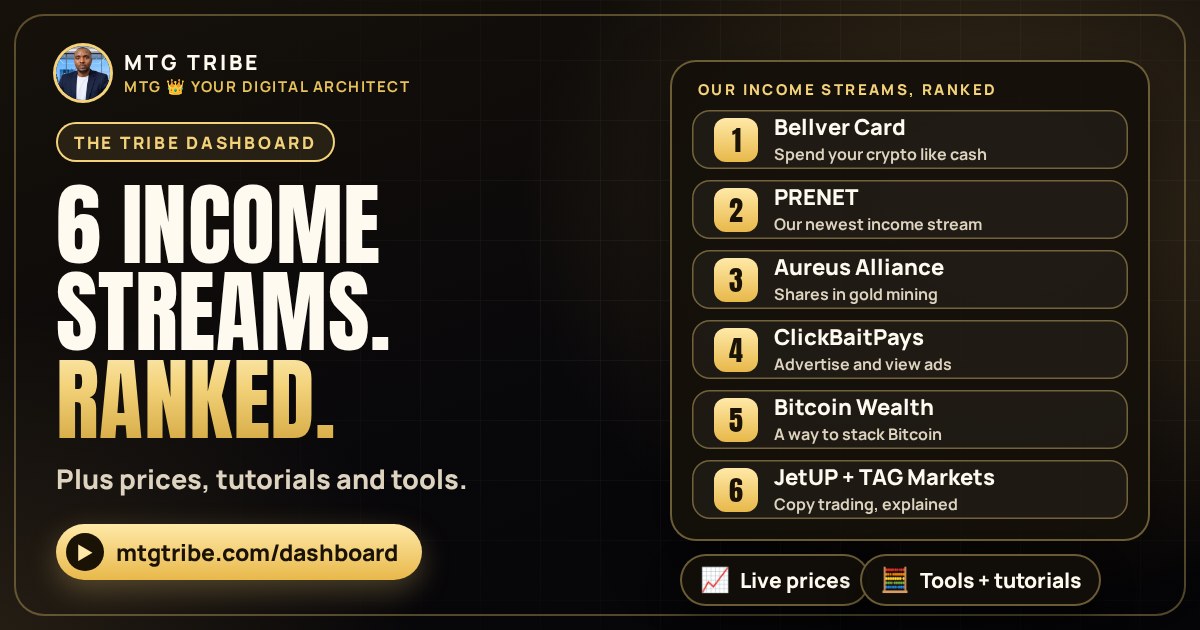 MTG TRIBE
MTG 👑 YOUR DIGITAL ARCHITECT
THE TRIBE DASHBOARD
6 INCOME
STREAMS.
RANKED.
Plus prices, tutorials and tools.
mtgtribe.com/dashboard
OUR INCOME STREAMS, RANKED
1
Bellver Card
Spend your crypto like cash
2
PRENET
Our newest income stream
3
Aureus Alliance
Shares in gold mining
4
ClickBaitPays
Advertise and view ads
5
Bitcoin Wealth
A way to stack Bitcoin
6
JetUP + TAG Markets
Copy trading, explained
📈 Live prices
🧮 Tools + tutorials